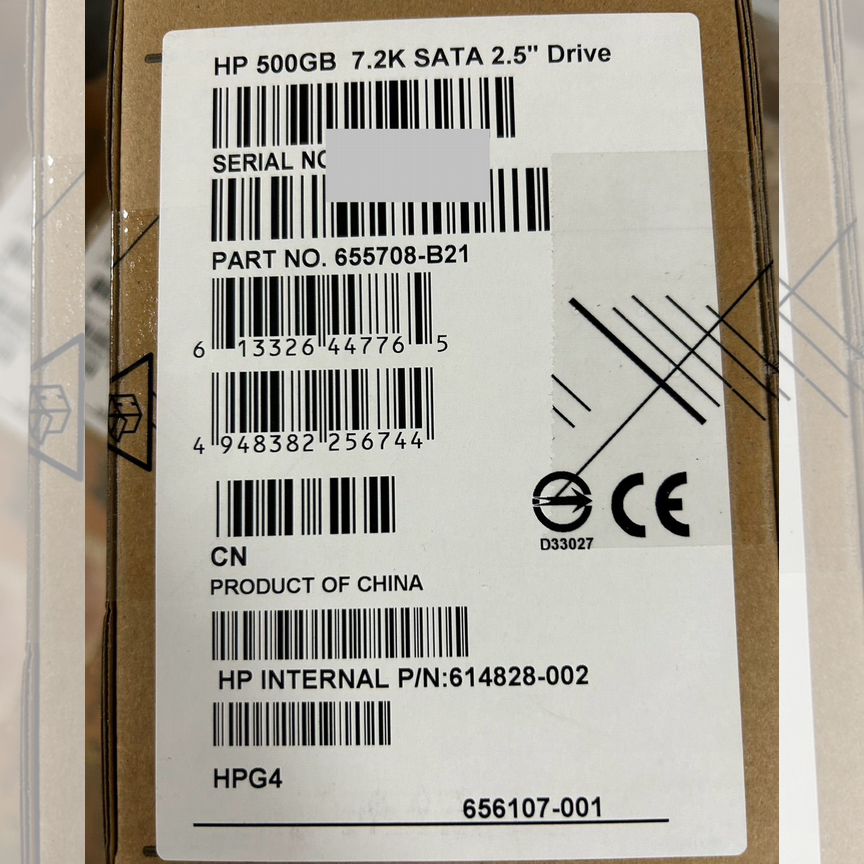 HP 500GB 7.2K SATA 2.5" Drive
SERIAL NO
PART NO. 655708-B21
6 13326 44776 5
4 948382 256744
CE
D33027
CN
PRODUCT OF CHINA
HP INTERNAL P/N:614828-002
HPG4
656107-001